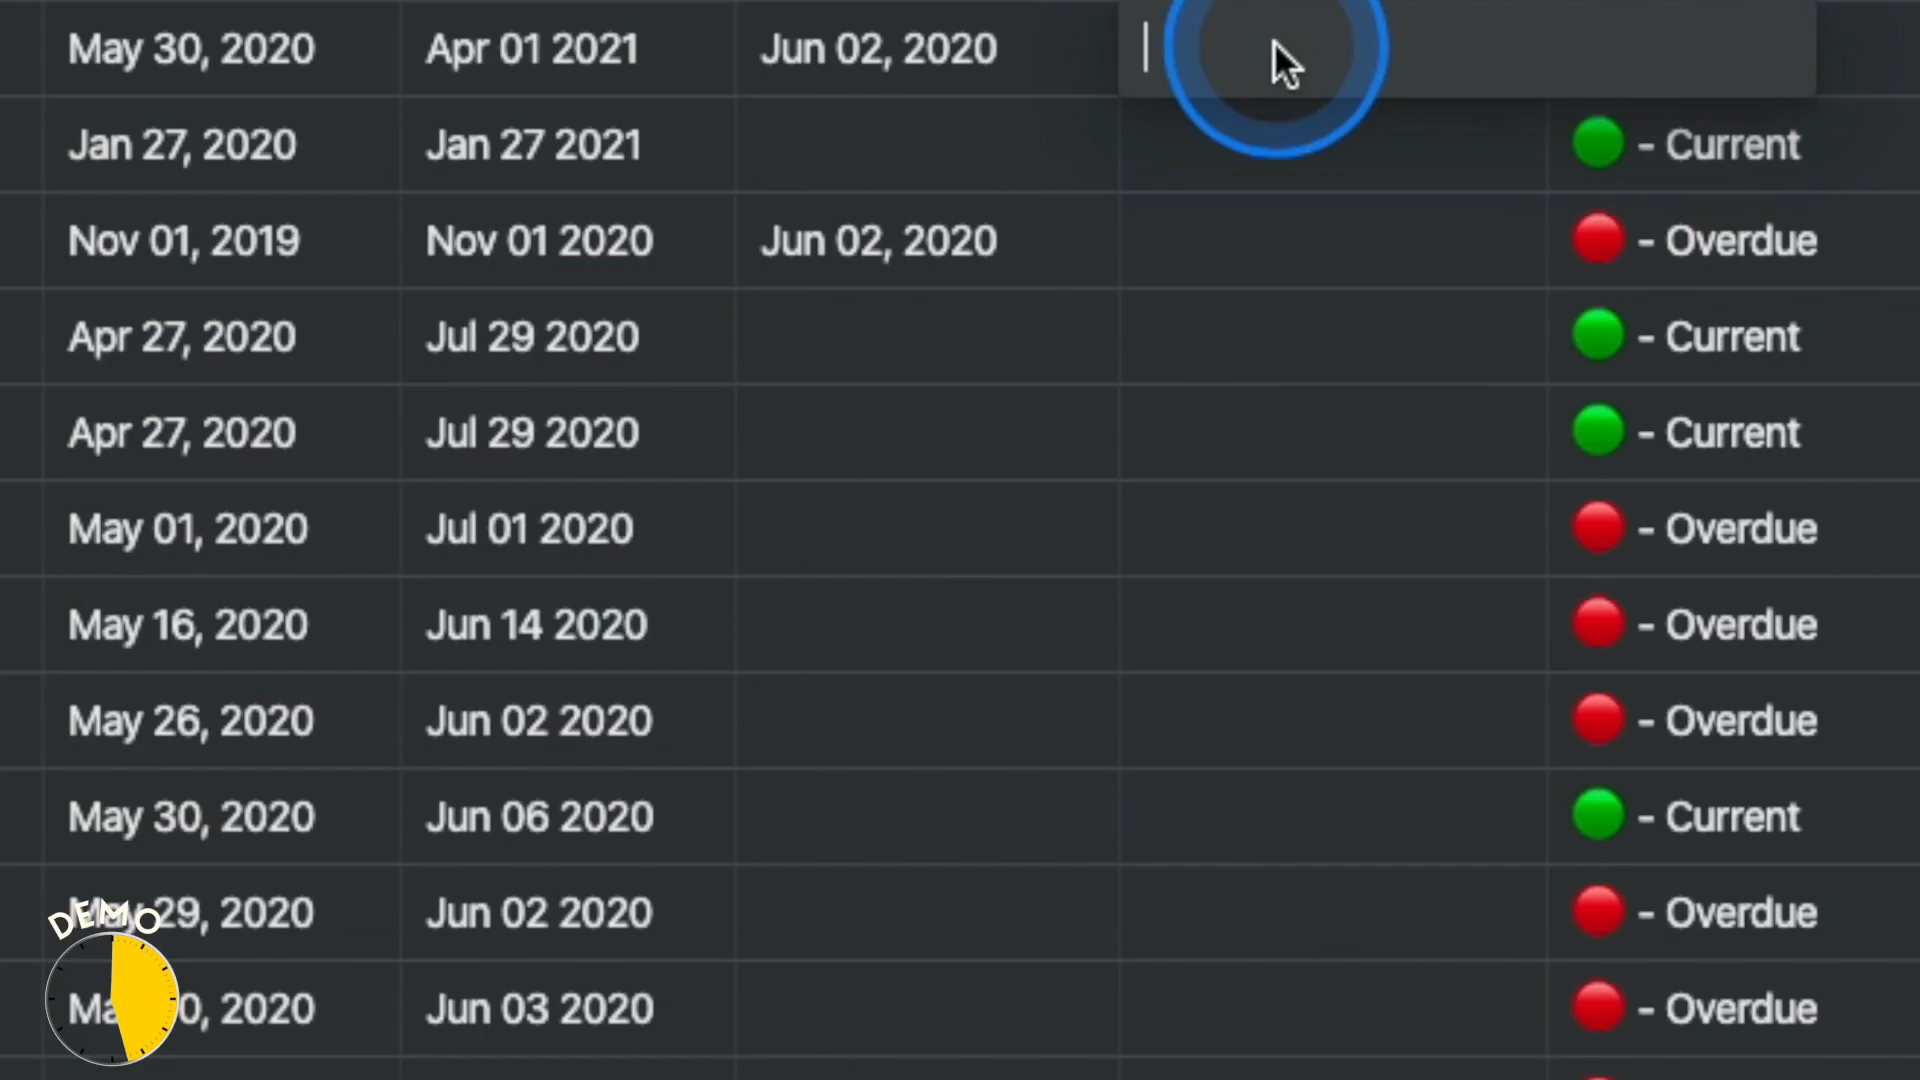 May 30, 2020 Apr 01 2021 Jun 02, 2020
Jan 27, 2020 Jan 27 2021 - Current
Nov 01, 2019 Nov 01 2020 Jun 02, 2020 - Overdue
Apr 27, 2020 Jul 29 2020 - Current
Apr 27, 2020 Jul 29 2020 - Current
May 01, 2020 Jul 01 2020 - Overdue
May 16, 2020 Jun 14 2020 - Overdue
May 26, 2020 Jun 02 2020 - Overdue
May 30, 2020 Jun 06 2020 - Current
May 29, 2020 Jun 02 2020 - Overdue
DEMO
2020 Jun 03 2020 - Overdue